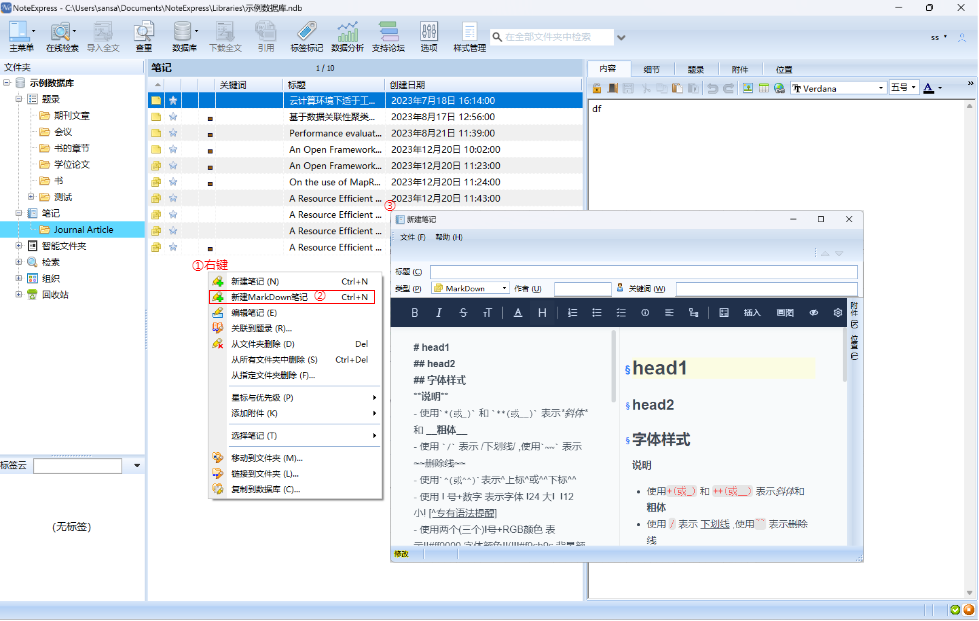 NoteExpress - C:\Users\sansa\Documents\NoteExpress\Libraries\示例数据库.ndb
主菜单 在线检索 导入全文 查重 数据库 下载全文 引用 标签标记 数据分析 支持论坛 选项 样式管理 在全部文件夹中检索 ss
文件夹
示例数据库
题录
期刊文章
会议
书的章节
学位论文
书
测试
笔记
Journal Article
智能文件夹
检索
组织
回收站
标签云
(无标签)
笔记 1 / 10
关键词 标题 创建日期
云计算环境下适于工... 2023年7月18日 16:14:00
基于数据关联性聚类... 2023年8月17日 12:56:00
Performance evaluat... 2023年8月21日 11:39:00
An Open Framework... 2023年12月20日 10:02:00
An Open Framework... 2023年12月20日 11:23:00
On the use of MapR... 2023年12月20日 11:24:00
A Resource Efficient ... 2023年12月20日 11:43:00
A Resource Efficient ...
A Resource Efficient ...
A Resource Efficient ...
①右键
新建笔记 (N) Ctrl+N
新建MarkDown笔记 ② Ctrl+N
编辑笔记 (E)
关联到题录 (R)...
从文件夹删除 (D) Del
从所有文件夹中删除 (S) Ctrl+Del
从指定文件夹删除 (F)...
星标与优先级 (P)
添加附件 (K)
选择笔记 (T)
移动到文件夹 (M)...
链接到文件夹 (L)...
复制到数据库 (C)...
内容 细节 题录 附件 位置
Verdana 五号 A
df
③
新建笔记
文件 (F) 帮助 (H)
标题 (C)
类型 (P) MarkDown 作者 (U) 关键词 (W)
B I S тT A H 插入 画图
附件
位置
# head1
## head2
## 字体样式
**说明**
- 使用`*(或_)` 和 `**(或__)` 表示*斜体*
和 __粗体__
- 使用 `/` 表示 /下划线/ ,使用`~~` 表示
~~删除线~~
- 使用`^(或^^)`表示^上标^或^^下标^^
- 使用 ! 号+数字 表示字体 !24 大! !12
小! [^专有语法提醒]
- 使用两个(三个)!号+RGB颜色 表
§head1
§head2
§字体样式
说明
• 使用*(或_) 和 **(或__) 表示斜体和
粗体
• 使用 / 表示 下划线 ,使用~~ 表示删除
线
修改